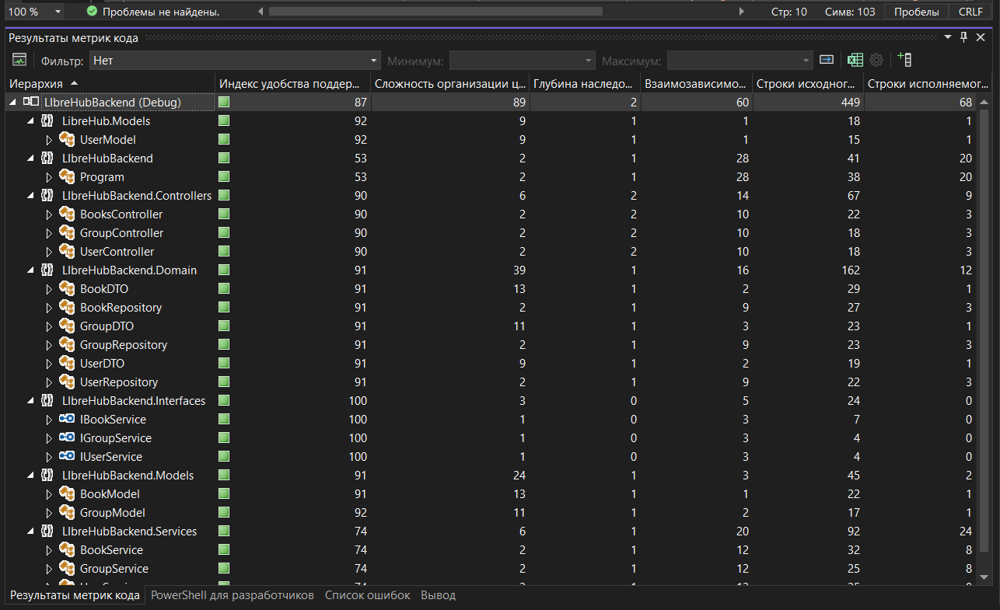 100 % Проблемы не найдены. Стр: 10 Симв: 103 Пробелы CRLF
Результаты метрик кода
Фильтр: Нет Минимум: Максимум:
Иерархия Индекс удобства поддер... Сложность организации ц... Глубина наследо... Взаимозависимо... Строки исходног... Строки исполняемог...
LIbreHubBackend (Debug) 87 89 2 60 449 68
LibreHub.Models 92 9 1 1 18 1
UserModel 92 9 1 1 15 1
LIbreHubBackend 53 2 1 28 41 20
Program 53 2 1 28 38 20
LIbreHubBackend.Controllers 90 6 2 14 67 9
BooksController 90 2 2 10 22 3
GroupController 90 2 2 10 18 3
UserController 90 2 2 10 18 3
LIbreHubBackend.Domain 91 39 1 16 162 12
BookDTO 91 13 1 2 29 1
BookRepository 91 2 1 9 27 3
GroupDTO 91 11 1 3 23 1
GroupRepository 91 2 1 9 23 3
UserDTO 91 9 1 2 19 1
UserRepository 91 2 1 9 22 3
LIbreHubBackend.Interfaces 100 3 0 5 24 0
IBookService 100 1 0 3 7 0
IGroupService 100 1 0 3 4 0
IUserService 100 1 0 3 4 0
LIbreHubBackend.Models 91 24 1 3 45 2
BookModel 91 13 1 1 22 1
GroupModel 92 11 1 2 17 1
LIbreHubBackend.Services 74 6 1 20 92 24
BookService 74 2 1 12 32 8
GroupService 74 2 1 12 25 8
Результаты метрик кода PowerShell для разработчиков Список ошибок Вывод